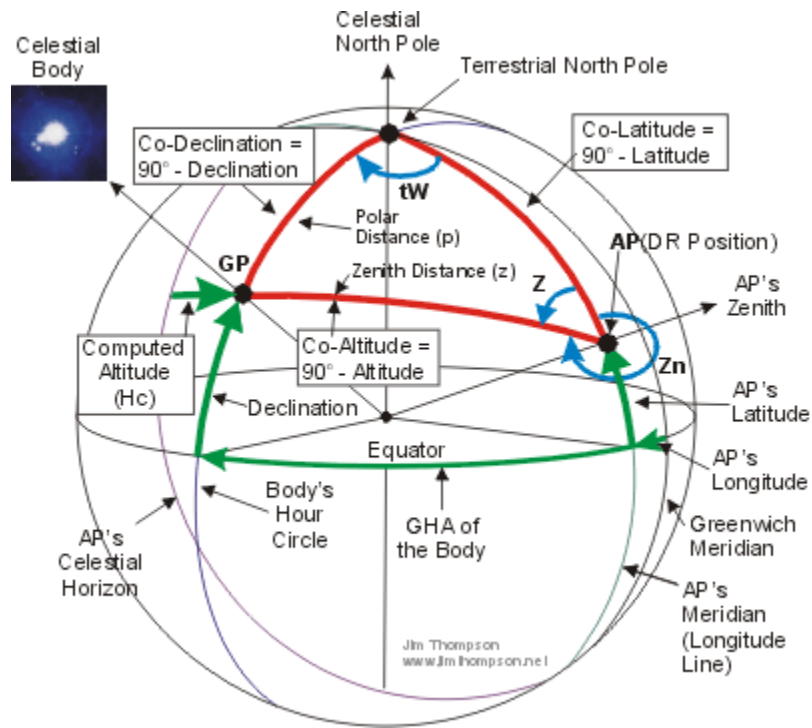 Celestial
North Pole
Celestial
Body
Terrestrial North Pole
Co-Declination =
90° - Declination
Co-Latitude =
90° - Latitude
tW
Polar
Distance (p)
GP
AP(DR Position)
Zenith Distance (z)
Z
AP's
Zenith
Computed
Altitude
(Hc)
Co-Altitude =
90° - Altitude
Zn
Declination
AP's
Latitude
Equator
AP's
Longitude
Body's
Hour
Circle
GHA of
the Body
Greenwich
Meridian
AP's
Celestial
Horizon
AP's
Meridian
(Longitude
Line)
Jim Thompson
www.jimthompson.net